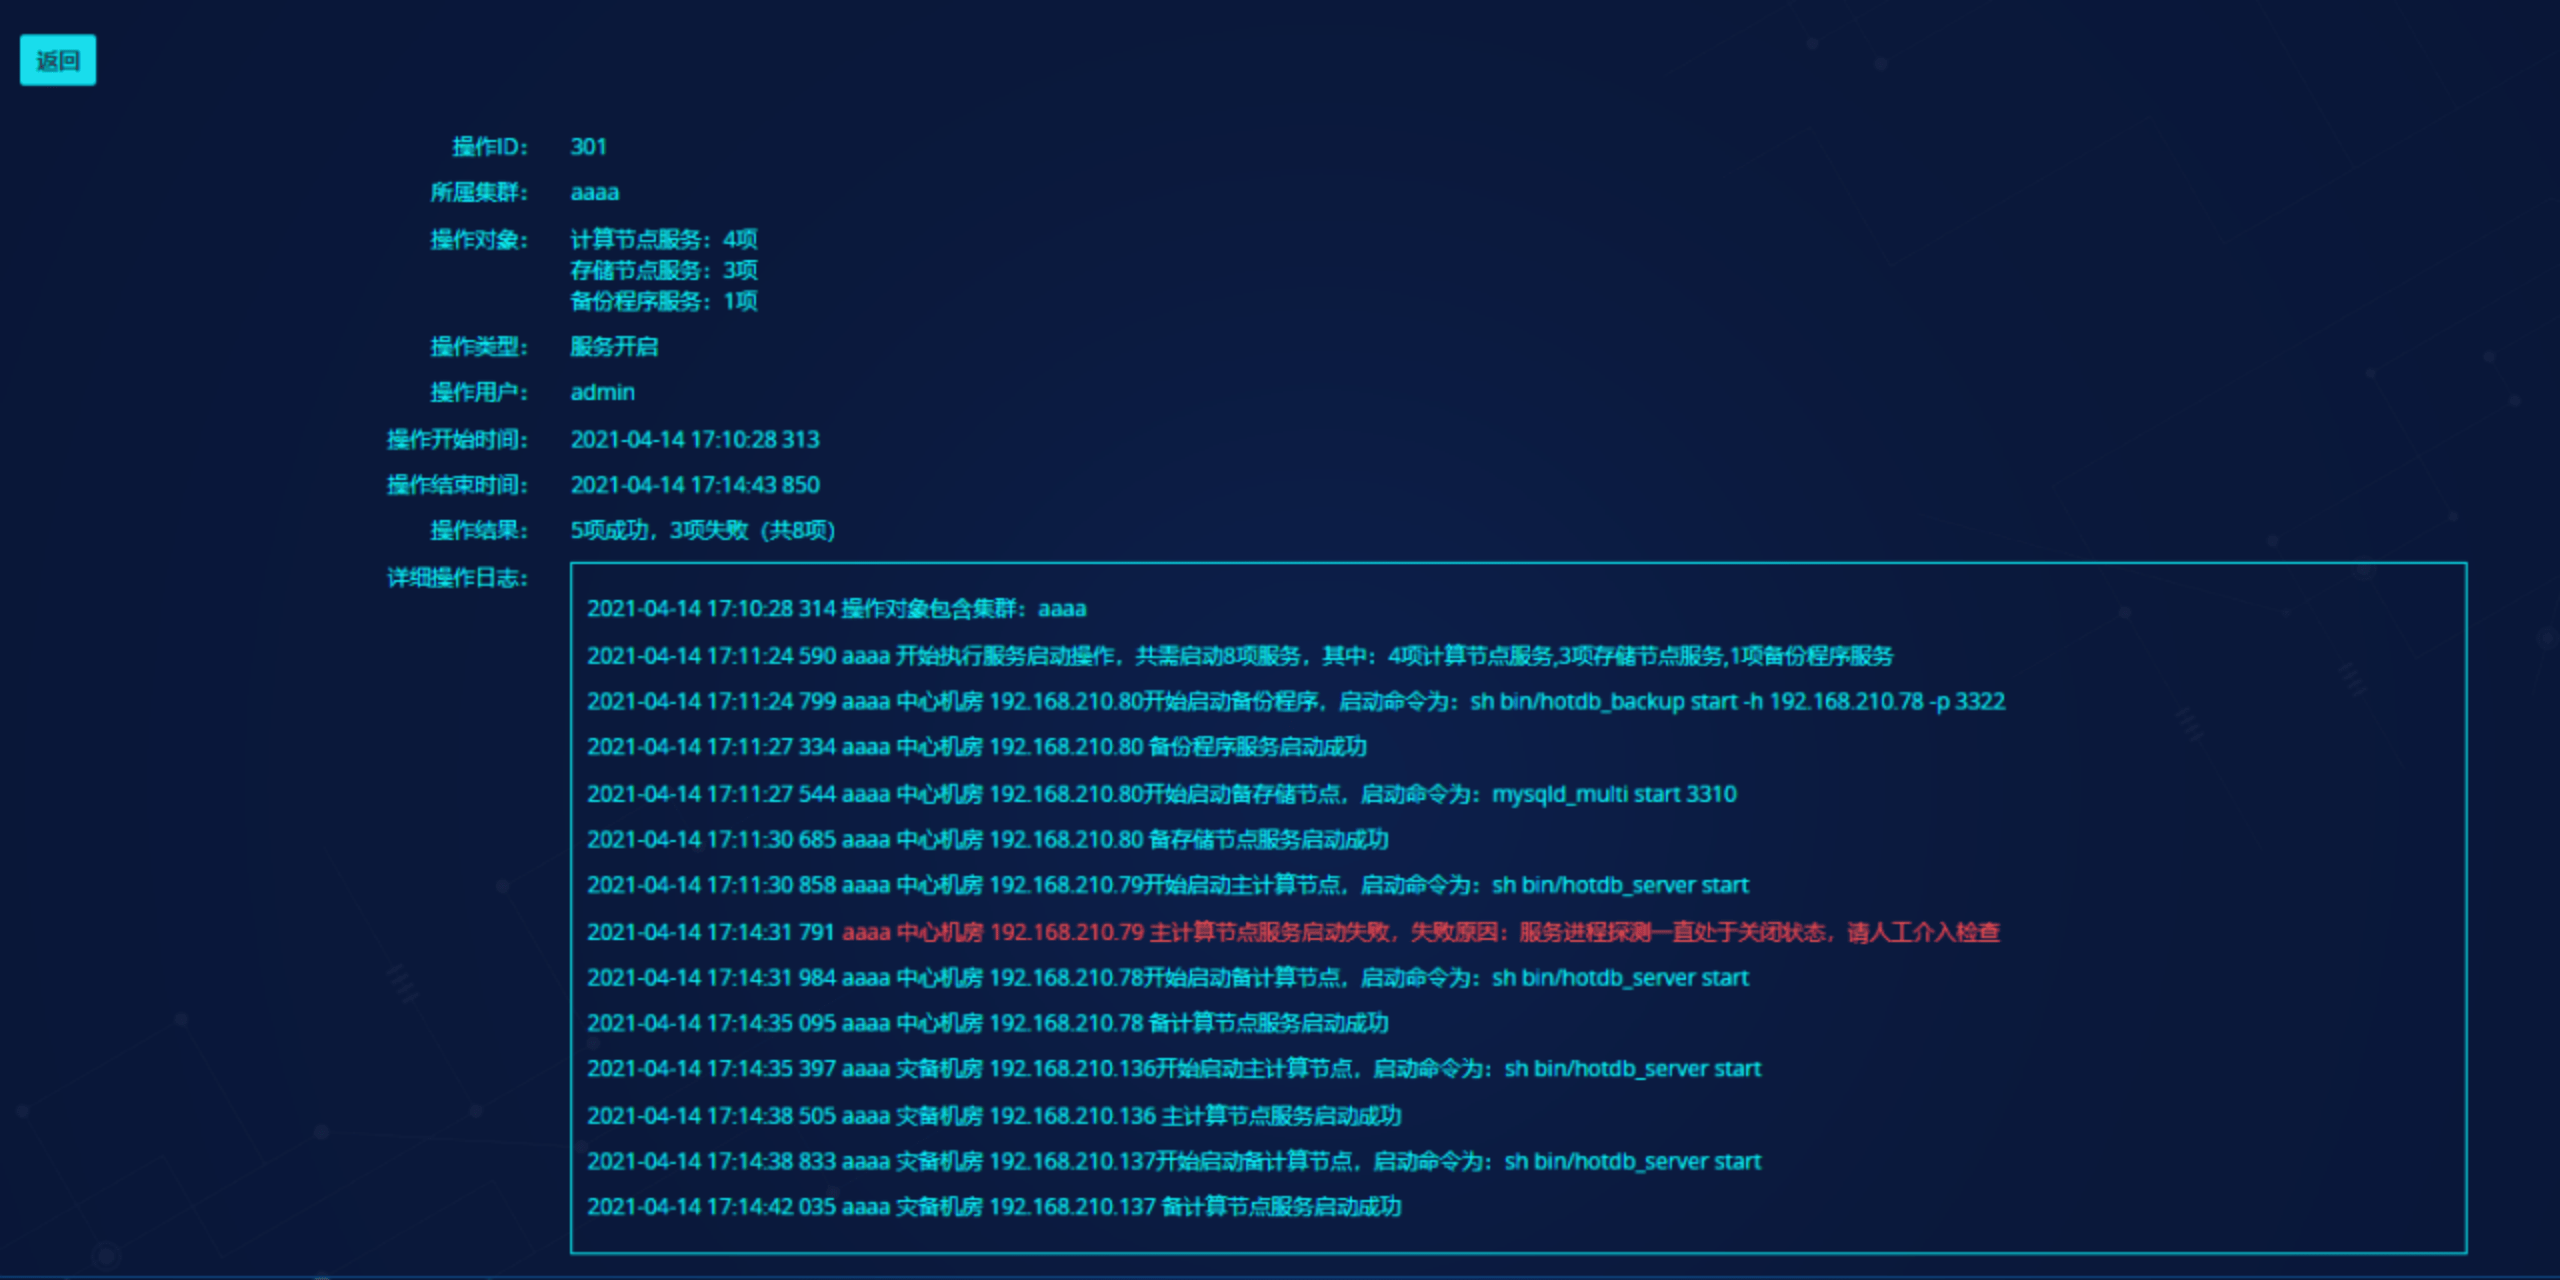 返回
操作ID： 301
所属集群： aaaa
操作对象： 计算节点服务：4项
存储节点服务：3项
备份程序服务：1项
操作类型： 服务开启
操作用户： admin
操作开始时间： 2021-04-14 17:10:28 313
操作结束时间： 2021-04-14 17:14:43 850
操作结果： 5项成功，3项失败（共8项）
详细操作日志：
2021-04-14 17:10:28 314 操作对象包含集群：aaaa
2021-04-14 17:11:24 590 aaaa 开始执行服务启动操作，共需启动8项服务，其中：4项计算节点服务,3项存储节点服务,1项备份程序服务
2021-04-14 17:11:24 799 aaaa 中心机房 192.168.210.80开始启动备份程序，启动命令为：sh bin/hotdb_backup start -h 192.168.210.78 -p 3322
2021-04-14 17:11:27 334 aaaa 中心机房 192.168.210.80 备份程序服务启动成功
2021-04-14 17:11:27 544 aaaa 中心机房 192.168.210.80开始启动备存储节点，启动命令为：mysqld_multi start 3310
2021-04-14 17:11:30 685 aaaa 中心机房 192.168.210.80 备存储节点服务启动成功
2021-04-14 17:11:30 858 aaaa 中心机房 192.168.210.79开始启动主计算节点，启动命令为：sh bin/hotdb_server start
2021-04-14 17:14:31 791 aaaa 中心机房 192.168.210.79 主计算节点服务启动失败，失败原因：服务进程探测一直处于关闭状态，请人工介入检查
2021-04-14 17:14:31 984 aaaa 中心机房 192.168.210.78开始启动备计算节点，启动命令为：sh bin/hotdb_server start
2021-04-14 17:14:35 095 aaaa 中心机房 192.168.210.78 备计算节点服务启动成功
2021-04-14 17:14:35 397 aaaa 灾备机房 192.168.210.136开始启动主计算节点，启动命令为：sh bin/hotdb_server start
2021-04-14 17:14:38 505 aaaa 灾备机房 192.168.210.136 主计算节点服务启动成功
2021-04-14 17:14:38 833 aaaa 灾备机房 192.168.210.137开始启动备计算节点，启动命令为：sh bin/hotdb_server start
2021-04-14 17:14:42 035 aaaa 灾备机房 192.168.210.137 备计算节点服务启动成功